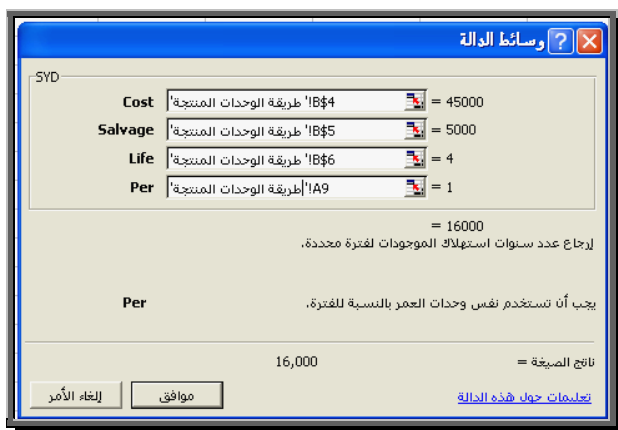 وسائط الدالة
SYD
Cost 'طريقة الوحدات المنتجة'!B$4 = 45000
Salvage 'طريقة الوحدات المنتجة'!B$5 = 5000
Life 'طريقة الوحدات المنتجة'!B$6 = 4
Per 'طريقة الوحدات المنتجة'!A9 = 1
= 16000
إرجاع عدد سنوات استهلاك الموجودات لفترة محددة.
Per يجب أن تستخدم نفس وحدات العمر بالنسبة للفترة.
ناتج الصيغة = 16,000
تعليمات حول هذه الدالة
موافق
إلغاء الأمر